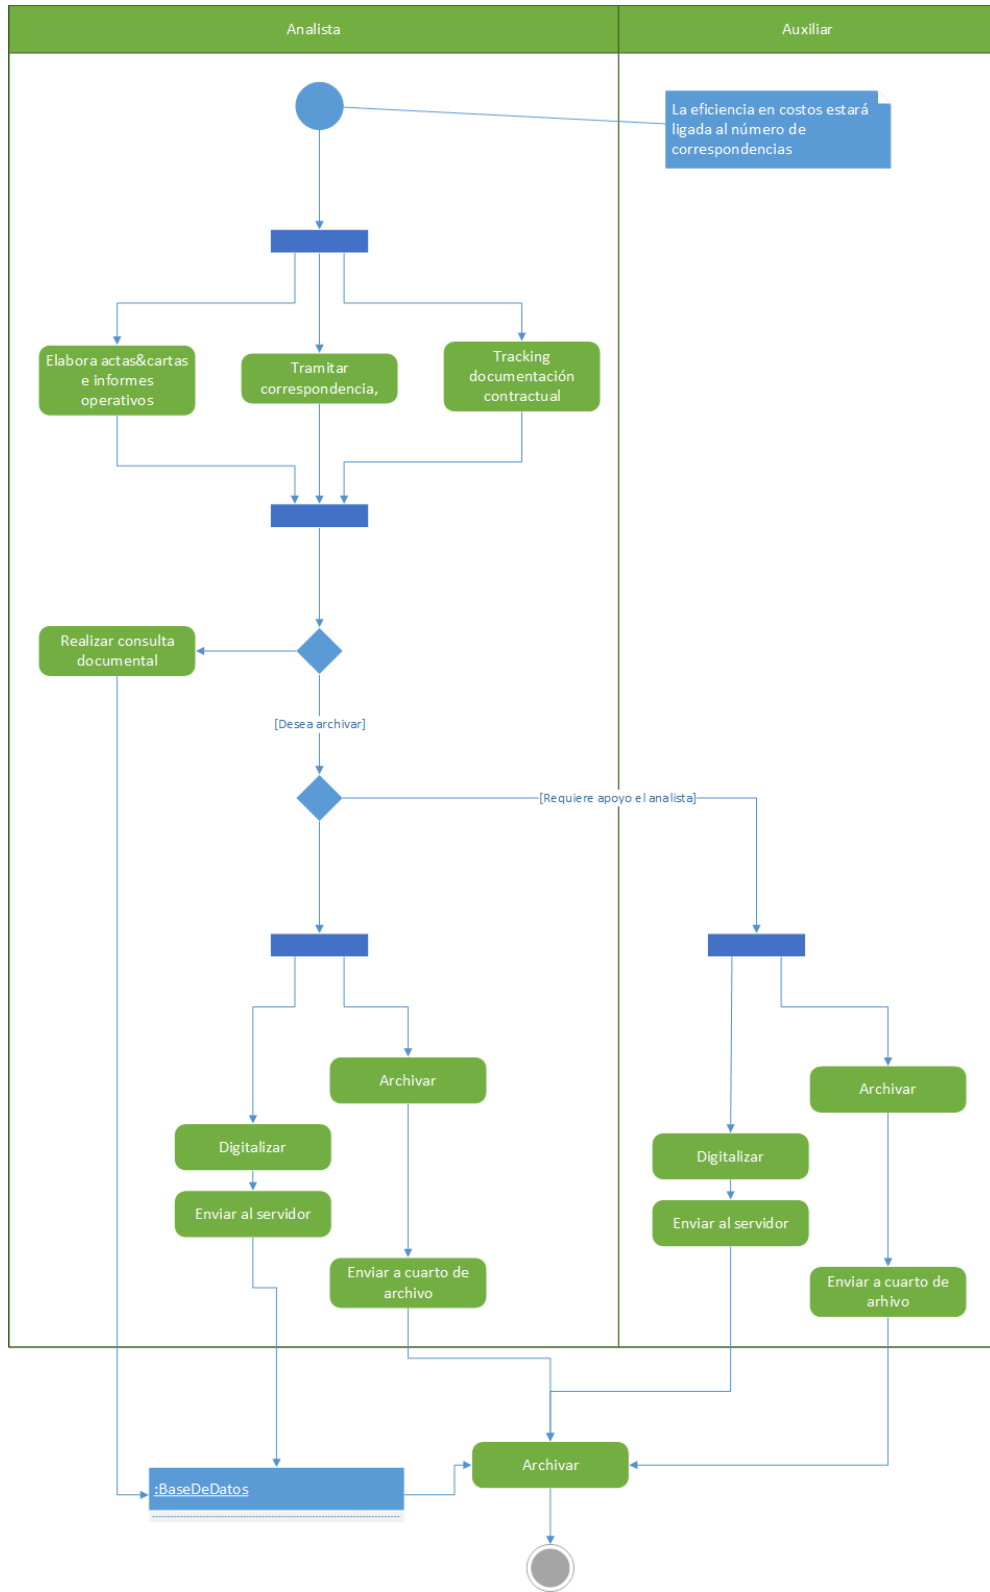 Analista
Auxiliar
La eficiencia en costos estará
ligada al número de
correspondencias
Elabora actas&cartas
e informes
operativos
Tramitar
correspondencia,
Tracking
documentación
contractual
Realizar consulta
documental
[Desea archivar]
[Requiere apoyo el analista]
Archivar
Archivar
Digitalizar
Digitalizar
Enviar al servidor
Enviar al servidor
Enviar a cuarto de
archivo
Enviar a cuarto de
arhivo
Archivar
:BaseDeDatos